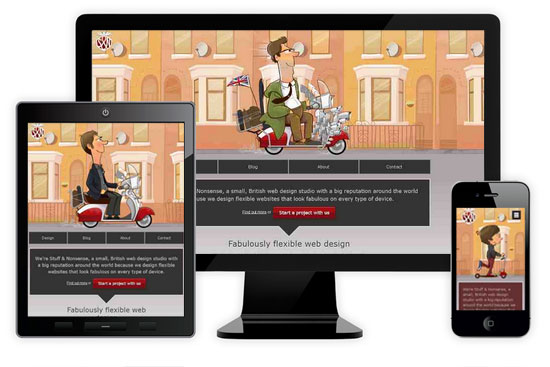 Blog About Contact
Nonsense, a small, British web design studio with a big reputation around the world
use we design flexible websites that look fabulous on every type of device.
Find out more or Start a project with us
Fabulously flexible web design
Design Blog About Contact
We're Stuff & Nonsense, a small, British web design studio with
a big reputation around the world because we design flexible
websites that look fabulous on every type of device.
Find out more or Start a project with us
Fabulously flexible web
We're Stuff & Nonsense, a
small, British web design
studio with a big reputation
around the world because we